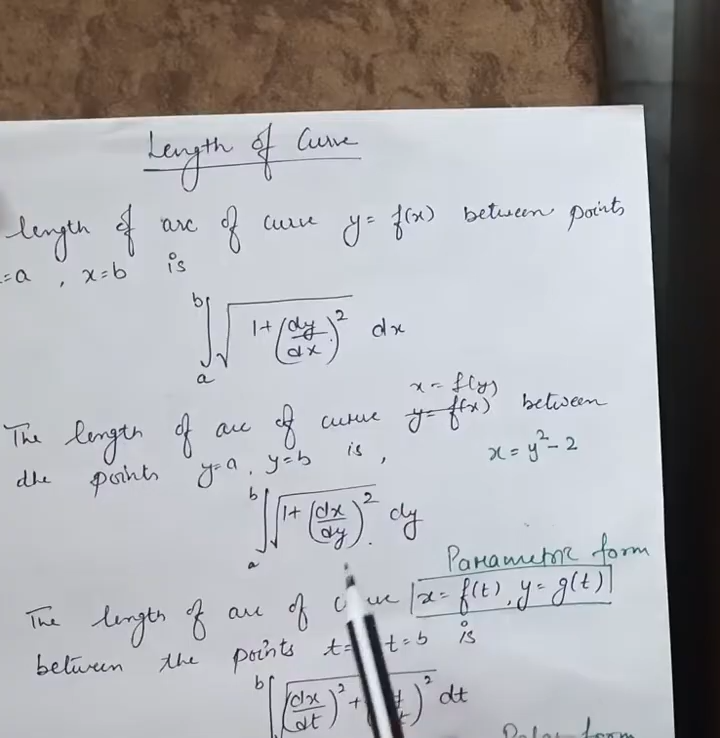 Length of Curve
length of arc of curve y = f(x) between points
=a , x=b is
∫ₐᵇ √(1+(dy/dx)²) dx
x = f(y)
The length of arc of curve ~~y=f(x)~~ between
the points y=a, y=b is, x = y²-2
∫ₐᵇ √(1+(dx/dy)²) dy
Parametric form
The length of arc of x = f(t), y = g(t)
between the points t= t=b is
b √((dx/dt)²+ )² dt
form